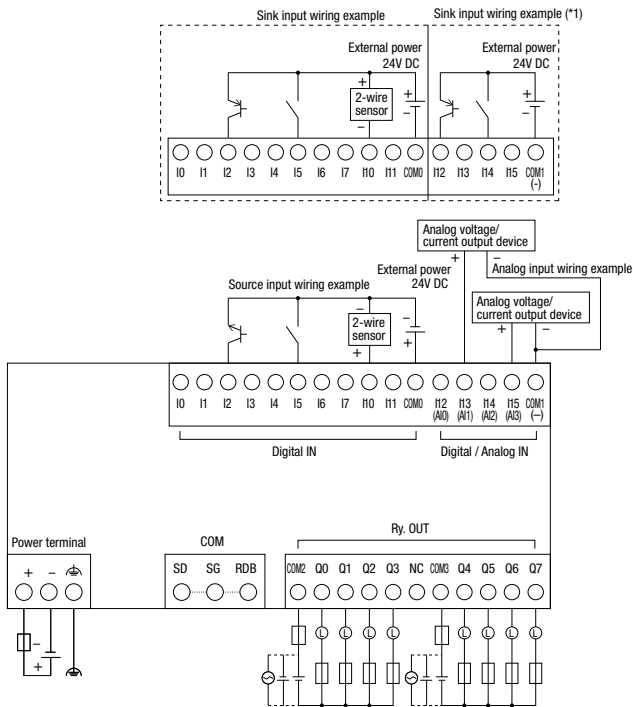 Sink input wiring example
Sink input wiring example (*1)
External power
24V DC
External power
24V DC
+
2-wire
sensor
−
+
−
+
−
I0 I1 I2 I3 I4 I5 I6 I7 I10 I11 COM0 I12 I13 I14 I15 COM1
(-)
Analog voltage/
current output device
+ −
Analog input wiring example
External power
24V DC
Source input wiring example
Analog voltage/
current output device
+ −
−
2-wire
sensor
+
−
+
I0 I1 I2 I3 I4 I5 I6 I7 I10 I11 COM0 I12 I13 I14 I15 COM1
(AI0) (AI1) (AI2) (AI3) (−)
Digital IN
Digital / Analog IN
Ry. OUT
Power terminal
COM
+ −
SD SG RDB
COM2 Q0 Q1 Q2 Q3 NC COM3 Q4 Q5 Q6 Q7
L L L L L L L L
−
+